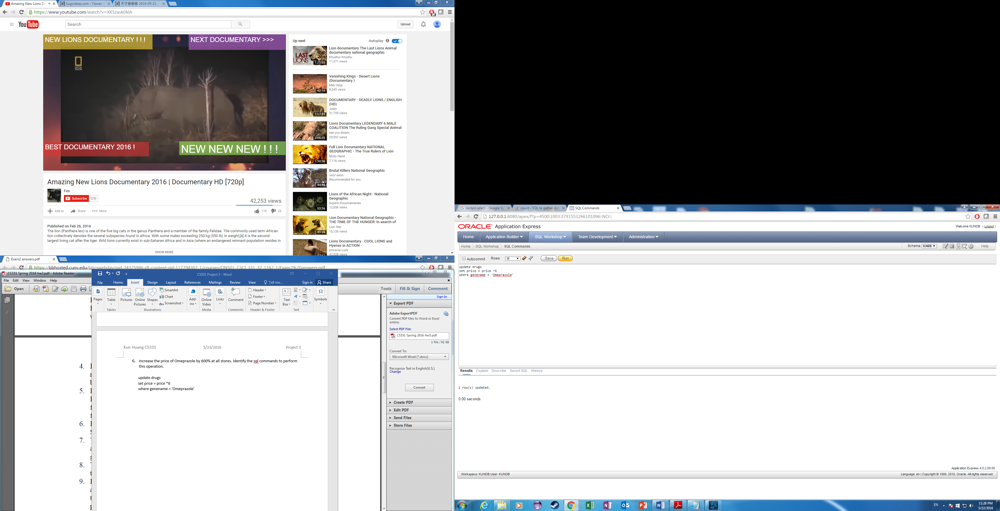 Amazing New Lions Do
Sugoideas.com - Taiwan
天才衝衝衝 2016-05-21 -
https://www.youtube.com/watch?v=XK5zavk0klA
25
YouTube
Search
Upload
NEW LIONS DOCUMENTARY ! ! !
NEXT DOCUMENTARY >>>
HD
BEST DOCUMENTARY 2016 !
NEW NEW NEW ! ! !
Amazing New Lions Documentary 2016 | Documentary HD [720p]
Fxn
Subscribe 370
42,253 views
Add to Share More
115 28
Published on Feb 26, 2016
The lion (Panthera leo) is one of the five big cats in the genus Panthera and a member of the family Felidae. The commonly used term African
lion collectively denotes the several subspecies found in Africa. With some males exceeding 250 kg (550 lb) in weight,[4] it is the second-
largest living cat after the tiger. Wild lions currently exist in sub-Saharan Africa and in Asia (where an endangered remnant population resides in
SHOW MORE
Up next
Autoplay
THE LAST LIONS
1:21:05
Lion documentary The Last Lions Animal
documentary national geographic
Khudhur Khudhu
11,371 views
42:15
Vanishing Kings - Desert Lions
(Documentary )
Miki Velja
8,345 views
1:17:31
DOCUMENTARY - DEADLY LIONS / ENGLISH
(HD)
Joker
31,759 views
2:05:25
Lions Documentary LEGENDARY 6 MALE
COALITION The Ruling Gang Special Animal
see you dream
29,957 views
1:30:30
Full Lion Documentary NATIONAL
GEOGRAPHIC - The True Rulers of Lion
Molly Hand
7,116 views
44:46
Brutal Killers National Geographic
only1aeon
Recommended for you
53:36
Lions of the African Night - National
Geographic
Superb Documentaries
12,056 views
41:55
Lion Documentary National Geographic -
THE TIME OF THE HUNGER: In search of
Lion Star
15,126 views
47:57
Lions Documentary - COOL LIONS and
Hyenas in ACTION -
eXtreme LioN
43,558 views
Exam2 answers.pdf
https://bbhosted.cuny.edu/bbcswebdav/pid-24325986-dt-content-rid-117794302_1/courses/QNS01_CSCI_331_32_1162_1/Exam2%20answers.pdf
CS331 Spring 2016 hw3.pdf - Adobe Reader
File Edit View Window Help
Open
Tools Fill & Sign Comment
Sign In
Export PDF
Adobe ExportPDF
Convert PDF files to Word or Excel
online.
Select PDF File:
CS331 Spring 2016 hw3.pdf
1 file / 91 KB
Convert To:
Microsoft Word (*.docx)
Recognize Text in English(U.S.)
Change
Convert
Create PDF
Edit PDF
Send Files
Store Files
4.
5.
6.
7.
8.
9.
CS331 Project 3 - Word
File Home Insert Design Layout References Mailings Review View Tell me... Sign in Share
Pages
Table
Tables
Pictures
Online Pictures
Shapes
SmartArt
Chart
Screenshot
Illustrations
Add-ins
Online Video
Media
Links
Comment
Comments
Header
Footer
Page Number
Header & Footer
Text Box
Text
Symbols
Kun Huang CS331 5/23/2016 Project 3
6. Increase the price of Omeprazole by 600% at all stores. Identify the sql commands to perform
this operation.
update drugs
set price = price *6
where genename = 'Omeprazole'
nested select - Google Se
count - SQL to gather dat
SQL Commands
127.0.0.1:8080/apex/f?p=4500:1003:3791553266101096::NO:::
ORACLE Application Express
Welcome KUNDB ( Logout )
Home Application Builder SQL Workshop Team Development Administration
Home SQL Workshop SQL Commands
Schema KUNDB
Help
Autocommit Rows 30 Save Run
update drugs
set price = price *6
where genename = 'Omeprazole'
Results Explain Describe Saved SQL History
1 row(s) updated.
0.00 seconds
Application Express 4.0.2.00.09
Workspace: KUNDB User: KUNDB
Language: en | Copyright © 1999, 2010, Oracle. All rights reserved.
EN
11:28 PM
5/22/2016